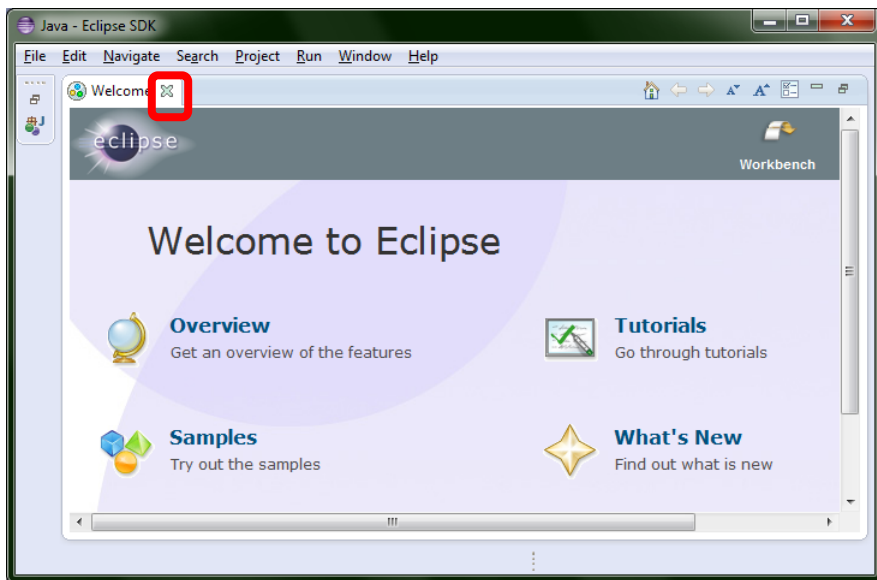 Java - Eclipse SDK
File Edit Navigate Search Project Run Window Help
Welcome
eclipse
Workbench
Welcome to Eclipse
Overview
Get an overview of the features
Tutorials
Go through tutorials
Samples
Try out the samples
What's New
Find out what is new